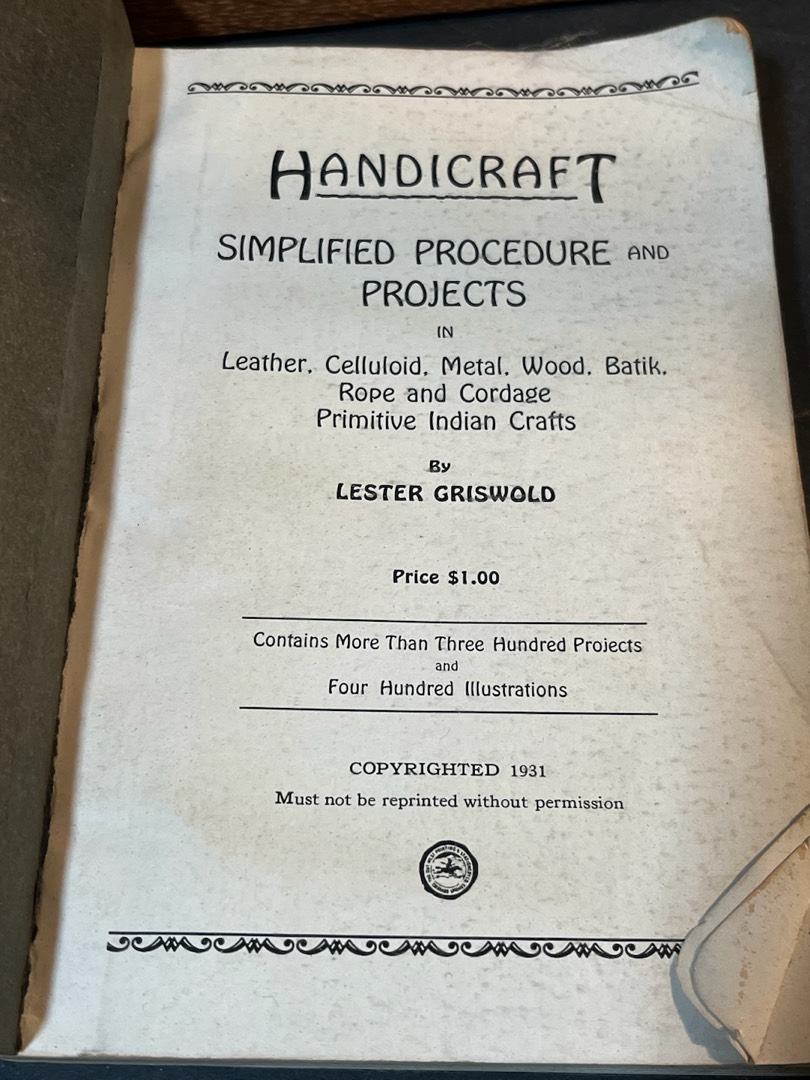 HANDICRAFT
SIMPLIFIED PROCEDURE AND
PROJECTS
IN
Leather, Celluloid, Metal, Wood, Batik,
Rope and Cordage
Primitive Indian Crafts
By
LESTER GRISWOLD
Price $1.00
Contains More Than Three Hundred Projects
and
Four Hundred Illustrations
COPYRIGHTED 1931
Must not be reprinted without permission